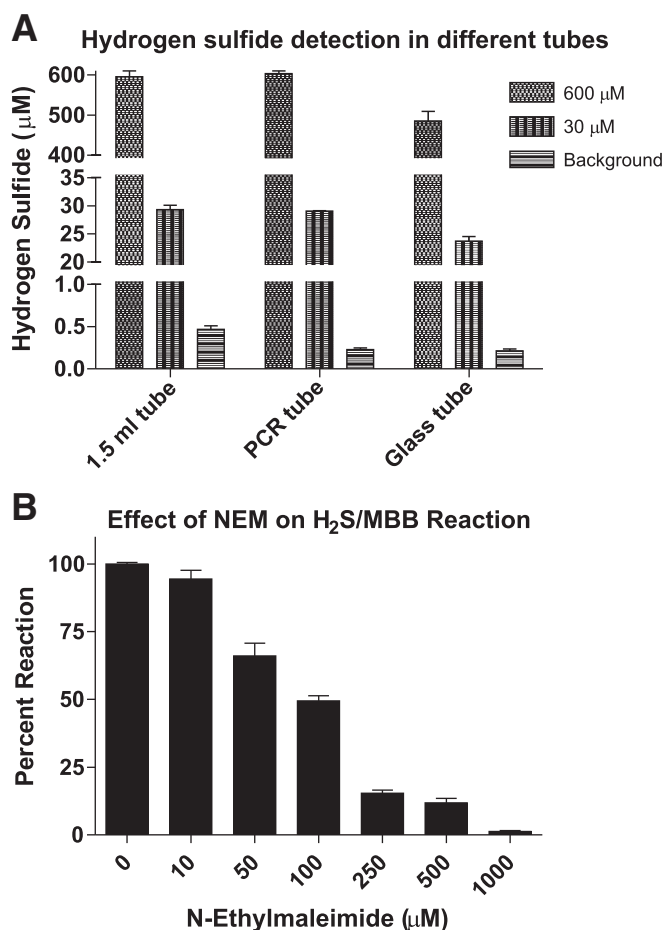 A
Hydrogen sulfide detection in different tubes
Hydrogen Sulfide (μM)
600
500
400
35
30
25
20
1.0
0.5
0.0
600 μM
30 μM
Background
1.5 ml tube
PCR tube
Glass tube
B
Effect of NEM on H₂S/MBB Reaction
Percent Reaction
100
75
50
25
0
0
10
50
100
250
500
1000
N-Ethylmaleimide (μM)